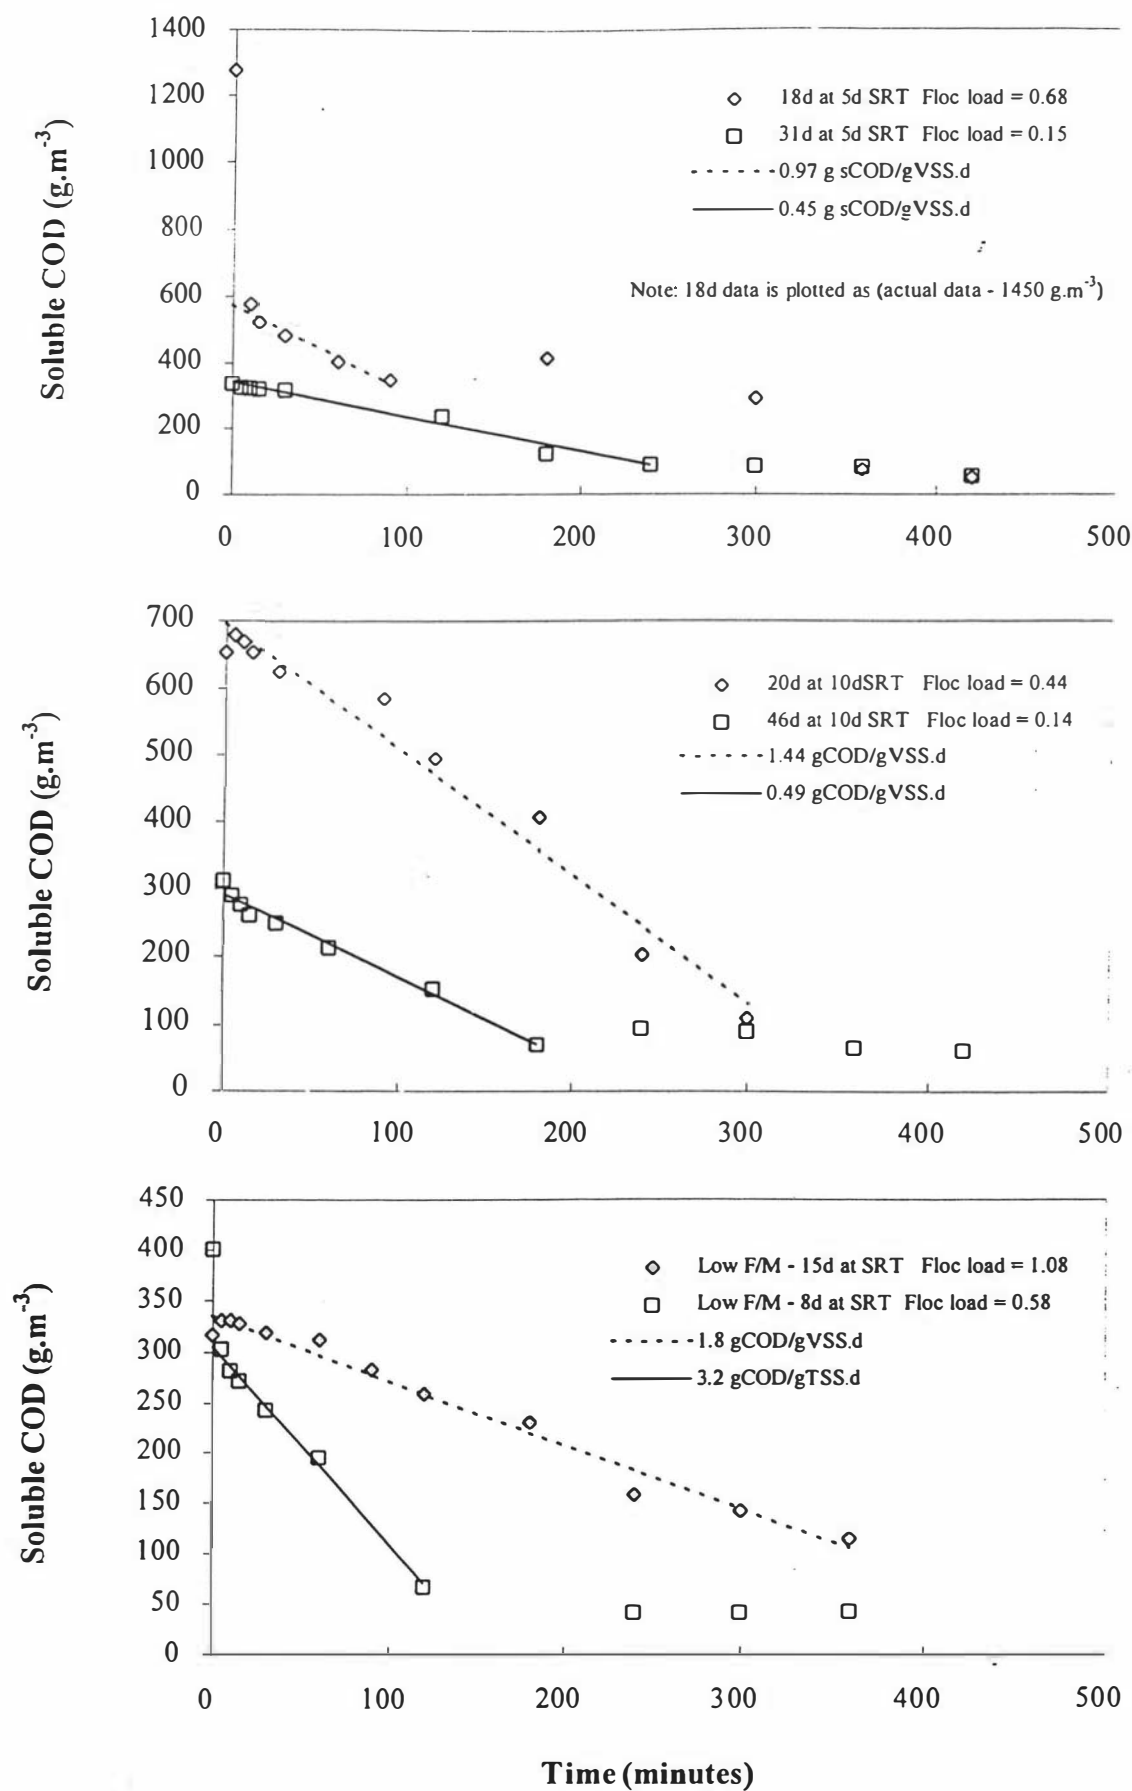 1400
1200
1000
800
600
400
200
0
Soluble COD (g.m-3)
18d at 5d SRT Floc load = 0.68
31d at 5d SRT Floc load = 0.15
0.97 g sCOD/gVSS.d
0.45 g sCOD/gVSS.d
Note: 18d data is plotted as (actual data - 1450 g.m-3)
0 100 200 300 400 500
700
600
500
400
300
200
100
0
Soluble COD (g.m-3)
20d at 10dSRT Floc load = 0.44
46d at 10d SRT Floc load = 0.14
1.44 gCOD/gVSS.d
0.49 gCOD/gVSS.d
0 100 200 300 400 500
450
400
350
300
250
200
150
100
50
0
Soluble COD (g.m-3)
Low F/M - 15d at SRT Floc load = 1.08
Low F/M - 8d at SRT Floc load = 0.58
1.8 gCOD/gVSS.d
3.2 gCOD/gTSS.d
0 100 200 300 400 500
Time (minutes)